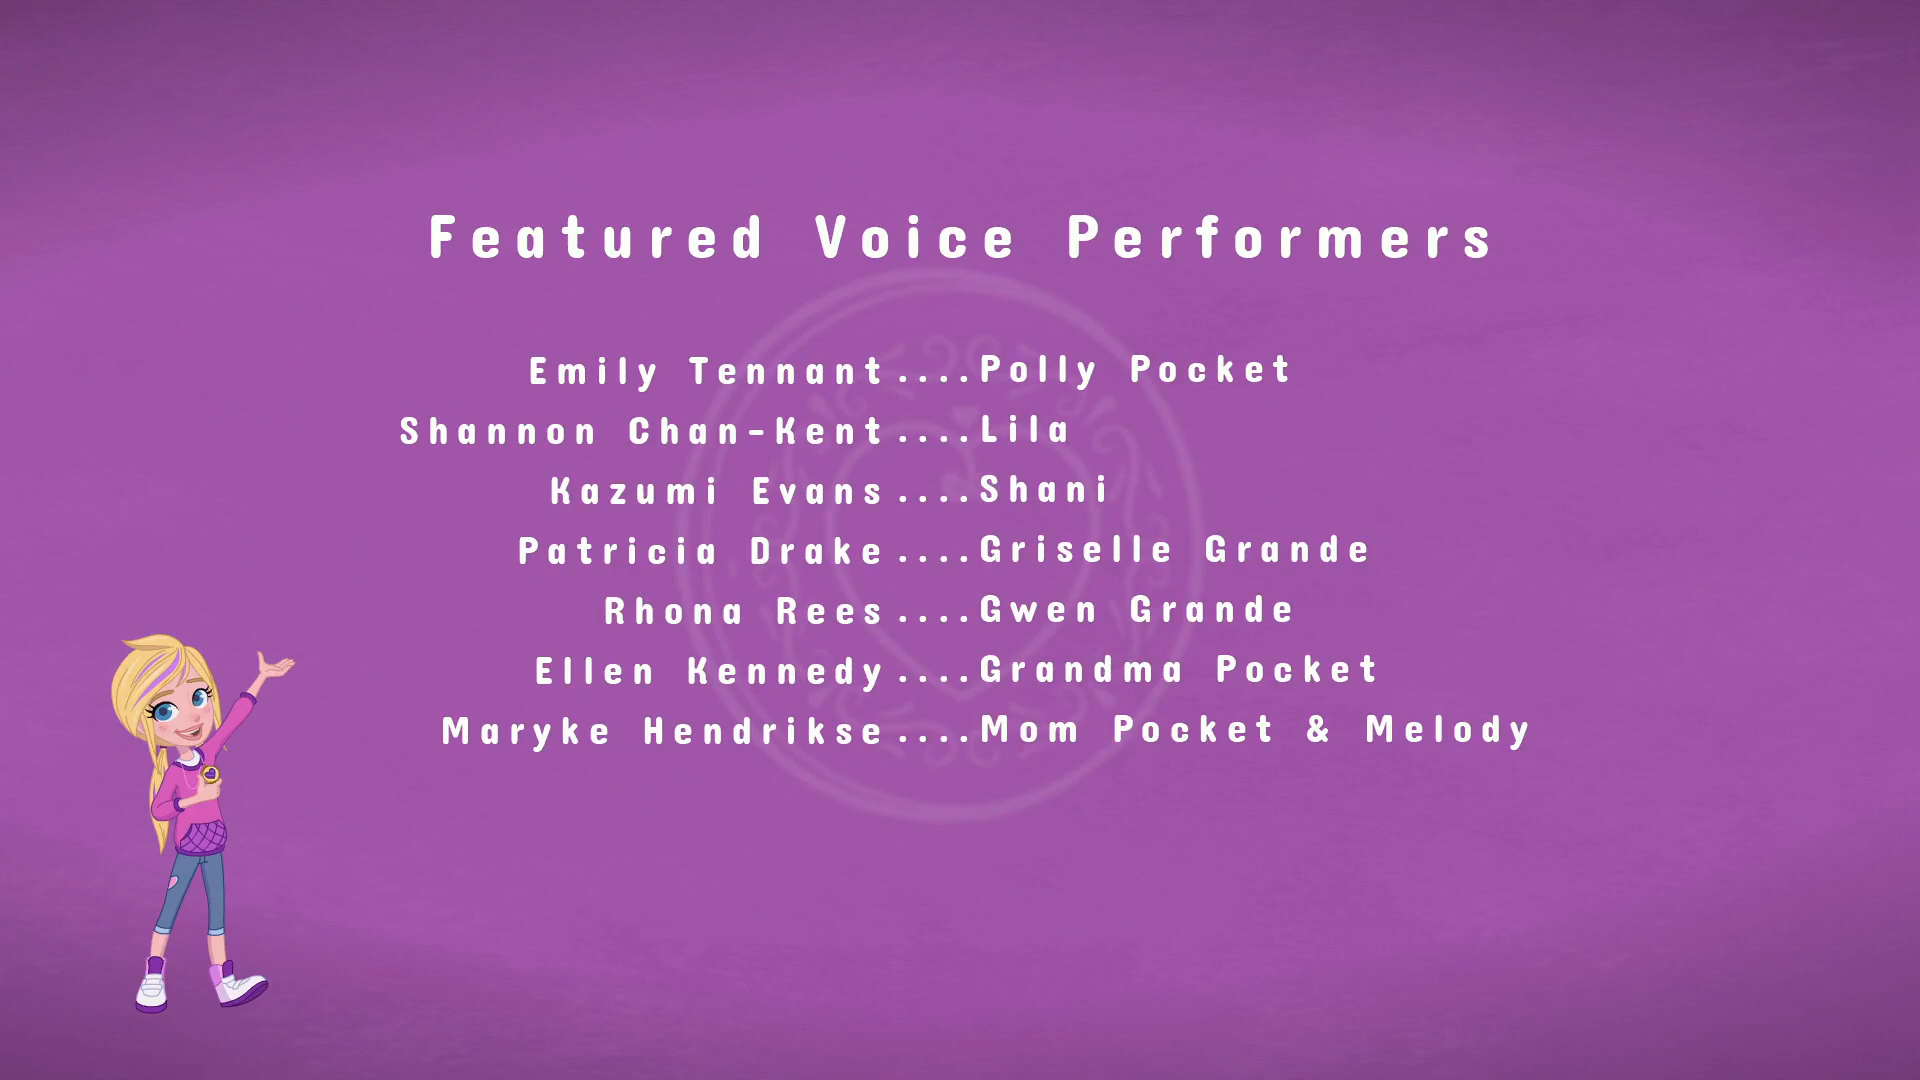 Featured Voice Performers
Emily Tennant....Polly Pocket
Shannon Chan-Kent....Lila
Kazumi Evans....Shani
Patricia Drake....Griselle Grande
Rhona Rees....Gwen Grande
Ellen Kennedy....Grandma Pocket
Maryke Hendrikse....Mom Pocket & Melody